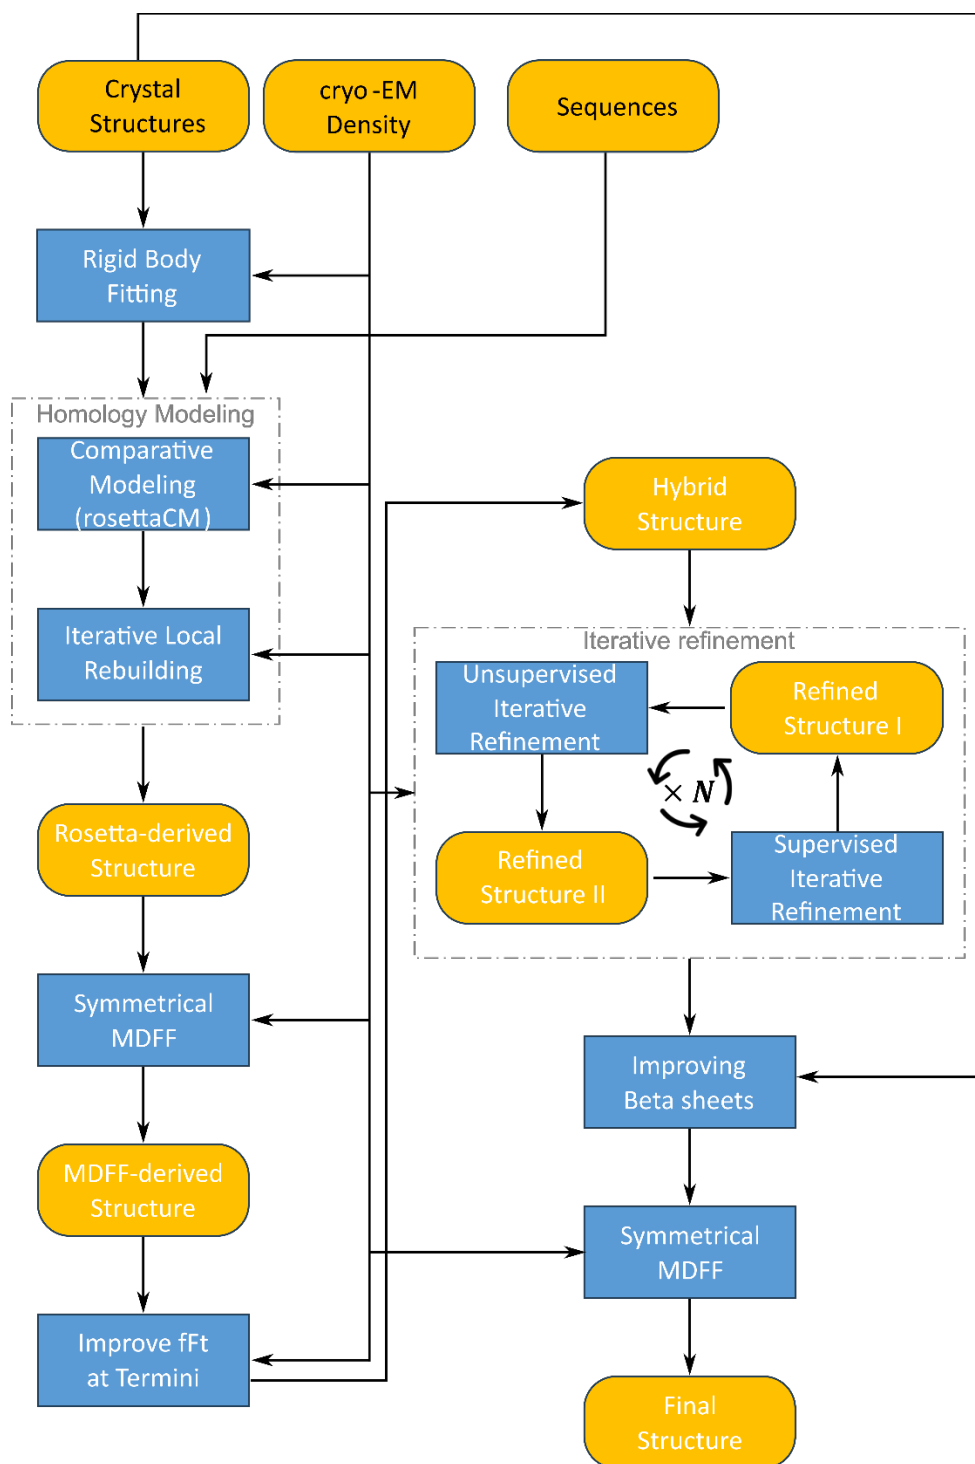 Crystal
Structures
cryo-EM
Density
Sequences
Rigid Body
Fitting
Homology Modeling
Comparative
Modeling
(rosettaCM)
Iterative Local
Rebuilding
Rosetta-derived
Structure
Symmetrical
MDFF
MDFF-derived
Structure
Improve fFt
at Termini
Hybrid
Structure
Iterative refinement
Unsupervised
Iterative
Refinement
Refined
Structure I
× N
Refined
Structure II
Supervised
Iterative
Refinement
Improving
Beta sheets
Symmetrical
MDFF
Final
Structure